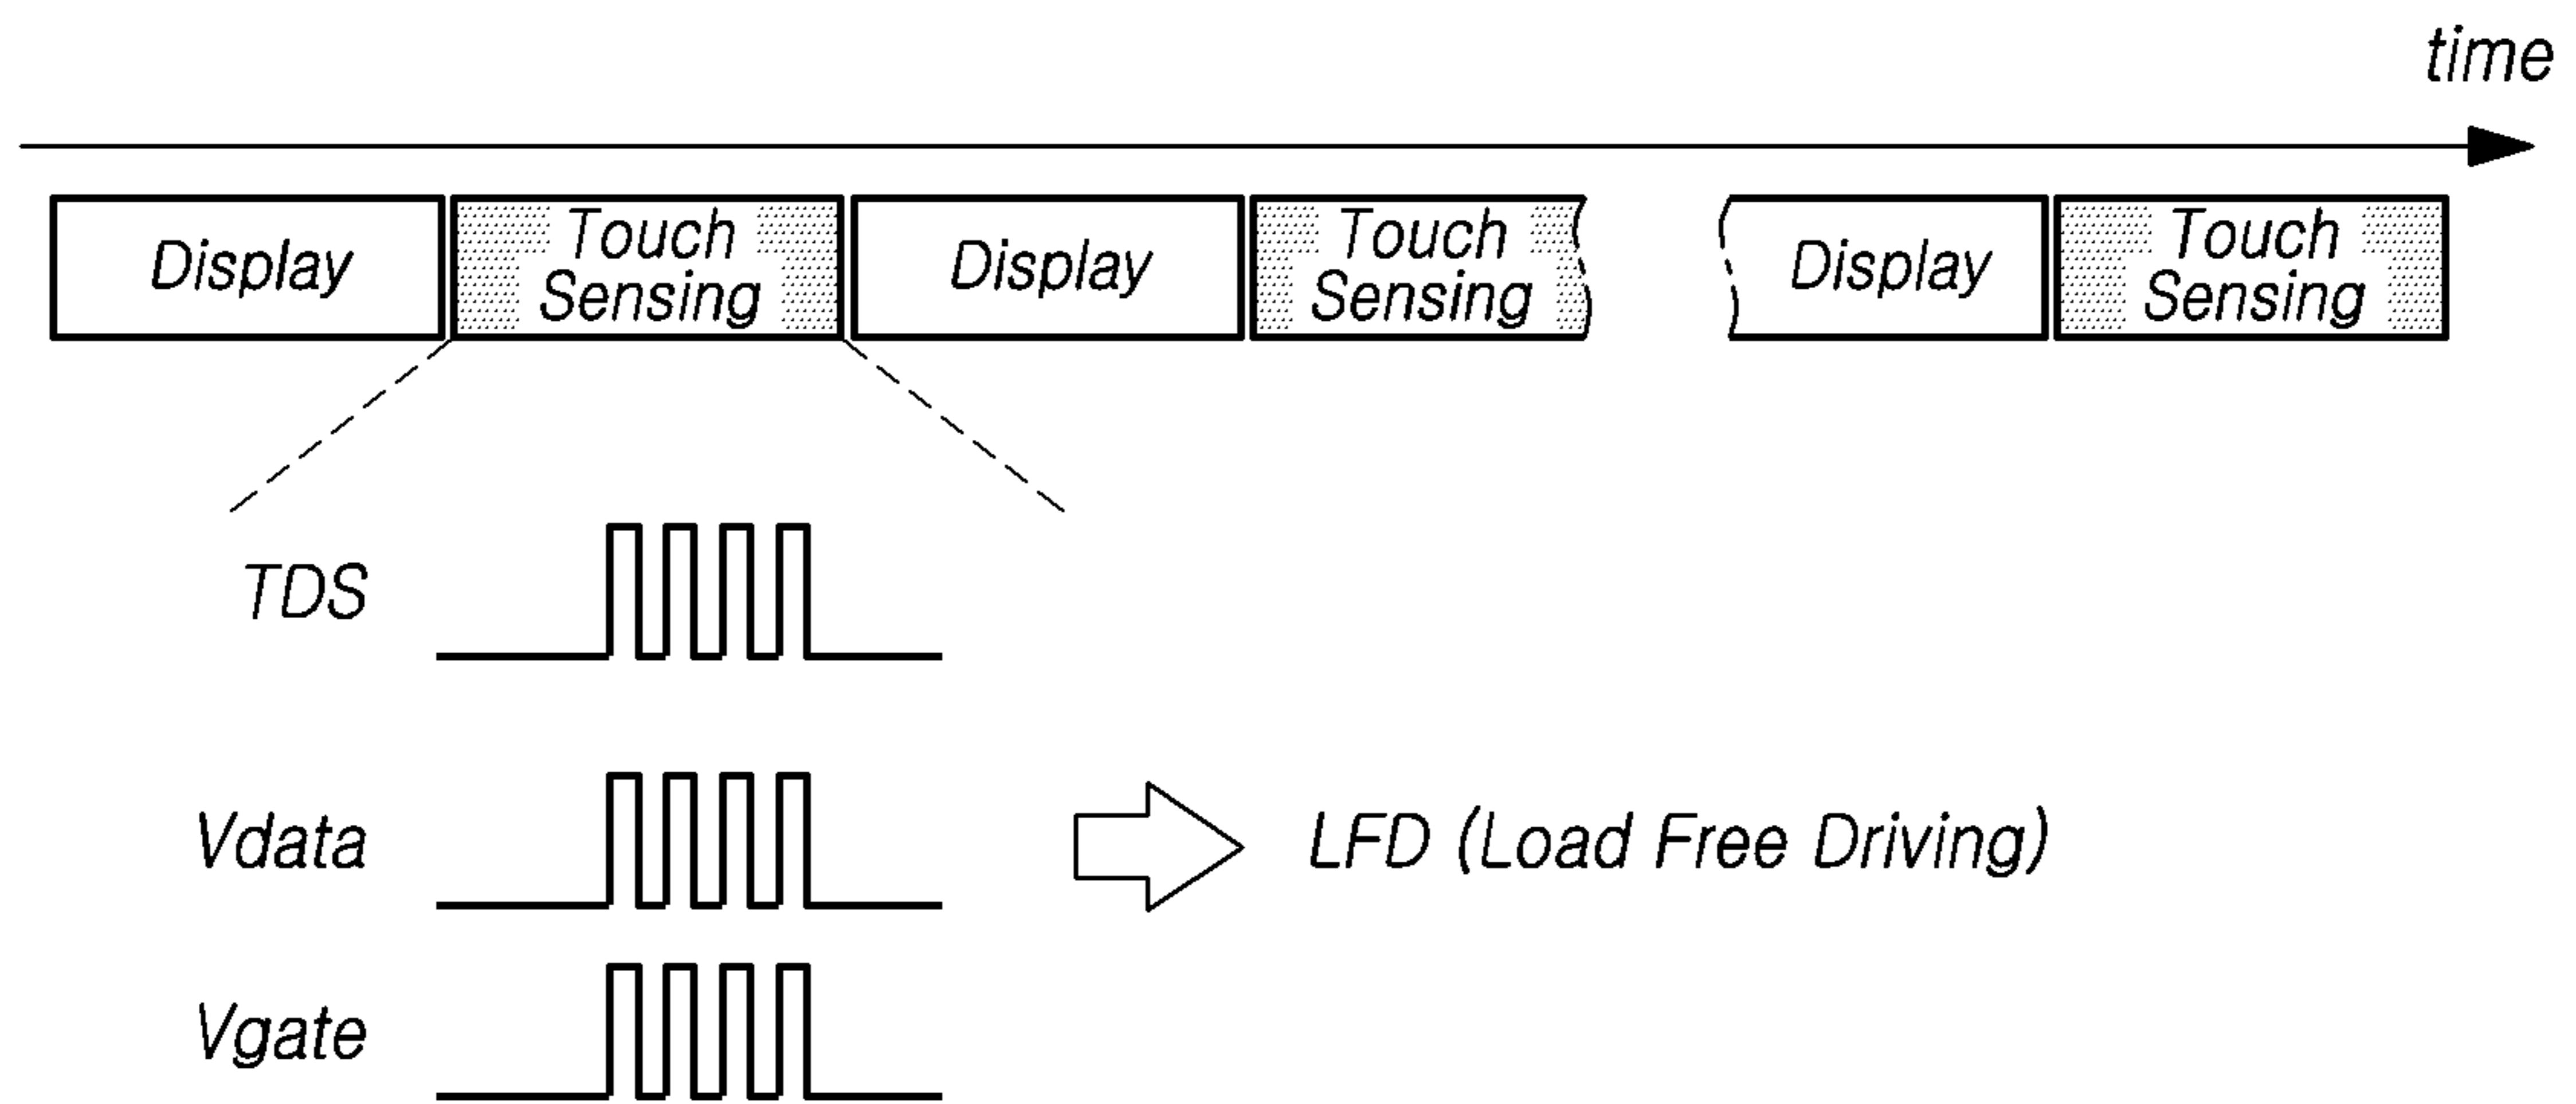 time
Display
Touch
Sensing
Display
Touch
Sensing
Display
Touch
Sensing
TDS
Vdata
LFD (Load Free Driving)
Vgate